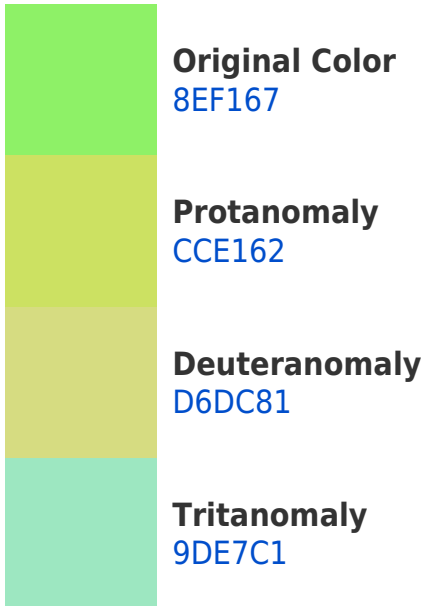 Original Color
8EF167
Protanomaly
CCE162
Deuteranomaly
D6DC81
Tritanomaly
9DE7C1